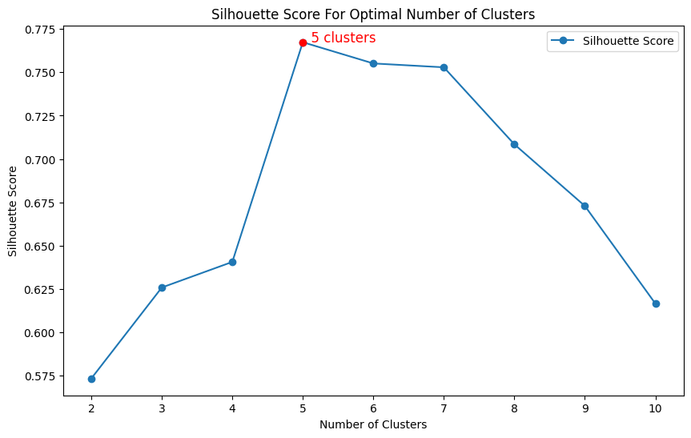 Silhouette Score For Optimal Number of Clusters
0.775
0.750
0.725
0.700
0.675
0.650
0.625
0.600
0.575
Silhouette Score
5 clusters
Silhouette Score
2 3 4 5 6 7 8 9 10
Number of Clusters